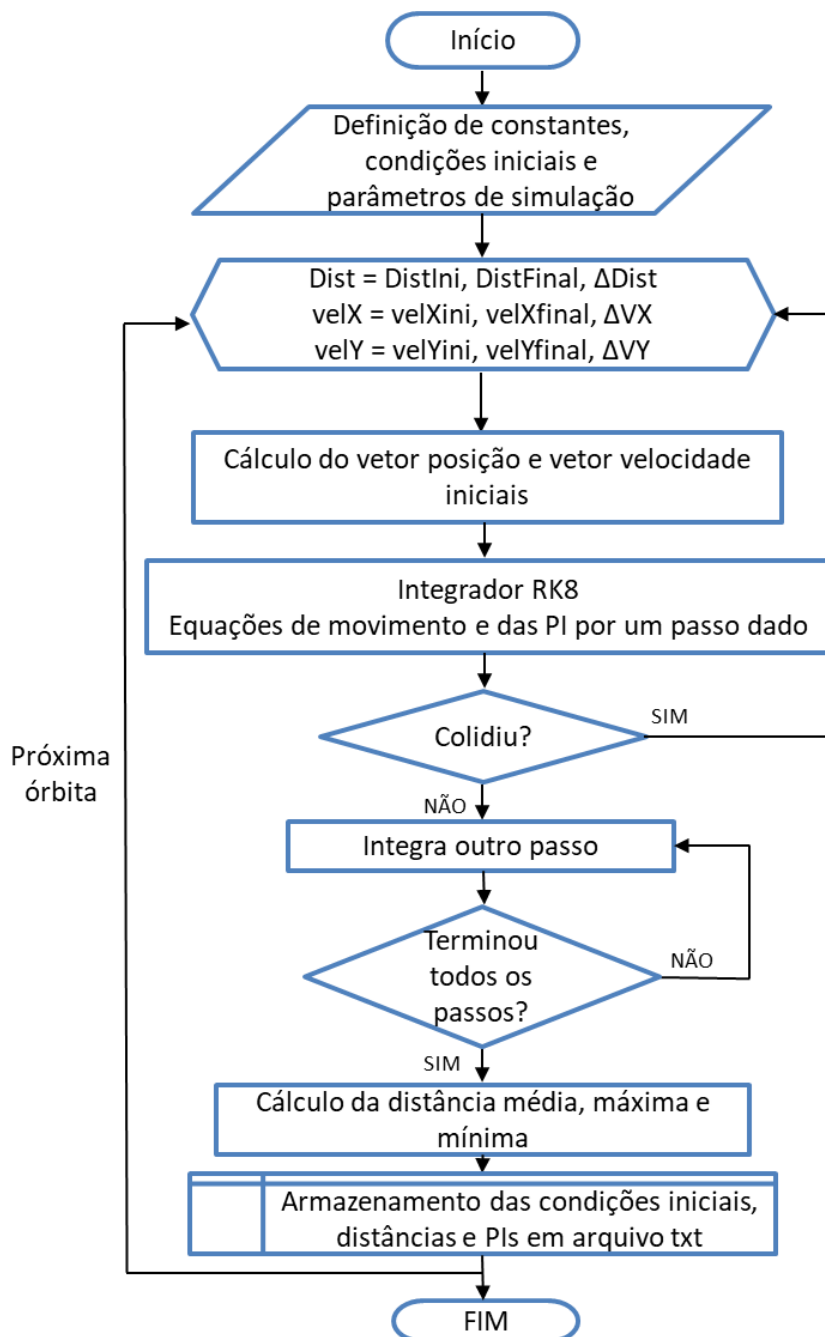 Início
Definição de constantes,
condições iniciais e
parâmetros de simulação
Dist = DistIni, DistFinal, ΔDist
velX = velXini, velXfinal, ΔVX
velY = velYini, velYfinal, ΔVY
Cálculo do vetor posição e vetor velocidade
iniciais
Integrador RK8
Equações de movimento e das PI por um passo dado
Colidiu?
SIM
NÃO
Próxima
órbita
Integra outro passo
Terminou
todos os
passos?
NÃO
SIM
Cálculo da distância média, máxima e
mínima
Armazenamento das condições iniciais,
distâncias e PIs em arquivo txt
FIM